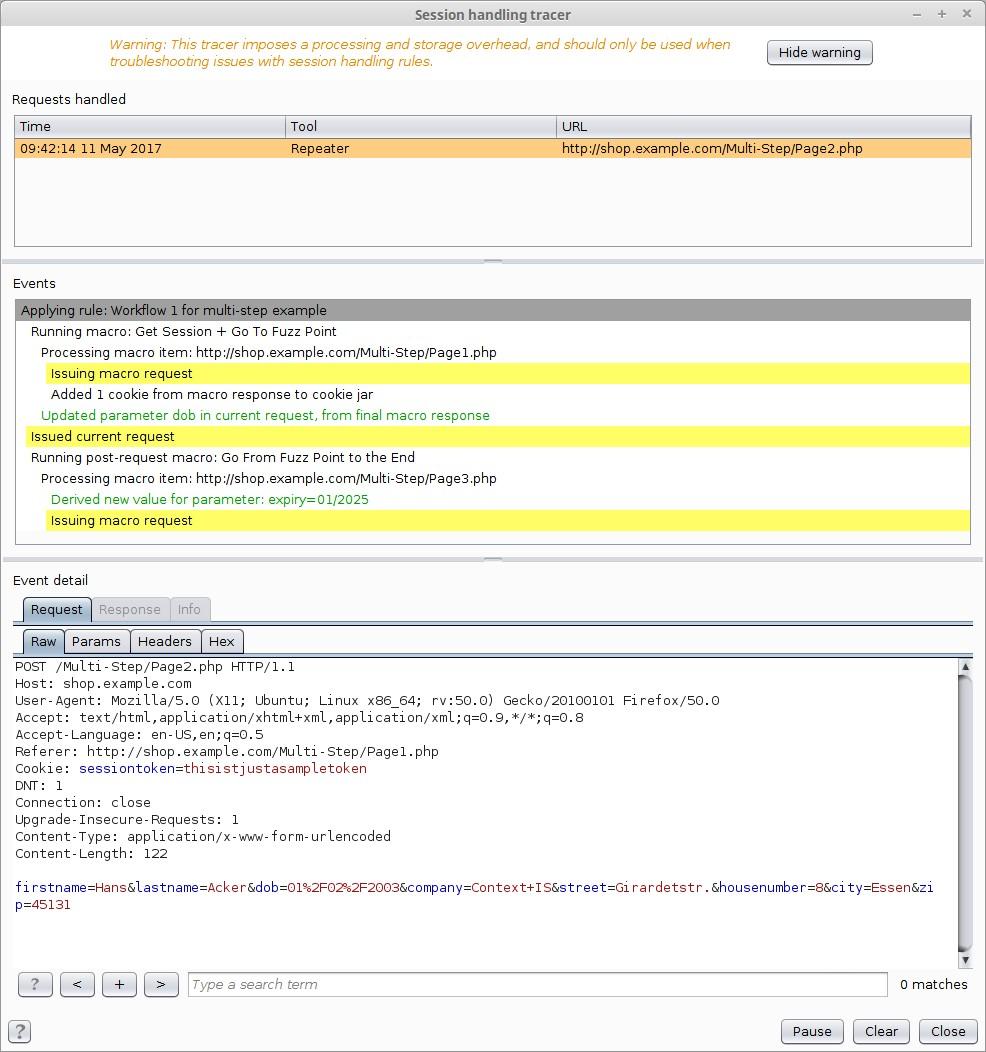 Session handling tracer
Warning: This tracer imposes a processing and storage overhead, and should only be used when
troubleshooting issues with session handling rules.
Hide warning
Requests handled
Time Tool URL
09:42:14 11 May 2017 Repeater http://shop.example.com/Multi-Step/Page2.php
Events
Applying rule: Workflow 1 for multi-step example
Running macro: Get Session + Go To Fuzz Point
Processing macro item: http://shop.example.com/Multi-Step/Page1.php
Issuing macro request
Added 1 cookie from macro response to cookie jar
Updated parameter dob in current request, from final macro response
Issued current request
Running post-request macro: Go From Fuzz Point to the End
Processing macro item: http://shop.example.com/Multi-Step/Page3.php
Derived new value for parameter: expiry=01/2025
Issuing macro request
Event detail
Request Response Info
Raw Params Headers Hex
POST /Multi-Step/Page2.php HTTP/1.1
Host: shop.example.com
User-Agent: Mozilla/5.0 (X11; Ubuntu; Linux x86_64; rv:50.0) Gecko/20100101 Firefox/50.0
Accept: text/html,application/xhtml+xml,application/xml;q=0.9,*/*;q=0.8
Accept-Language: en-US,en;q=0.5
Referer: http://shop.example.com/Multi-Step/Page1.php
Cookie: sessiontoken=thisistjustasampletoken
DNT: 1
Connection: close
Upgrade-Insecure-Requests: 1
Content-Type: application/x-www-form-urlencoded
Content-Length: 122
firstname=Hans&lastname=Acker&dob=01%2F02%2F2003&company=Context+IS&street=Girardetstr.&housenumber=8&city=Essen&zi
p=45131
? < + > Type a search term 0 matches
? Pause Clear Close